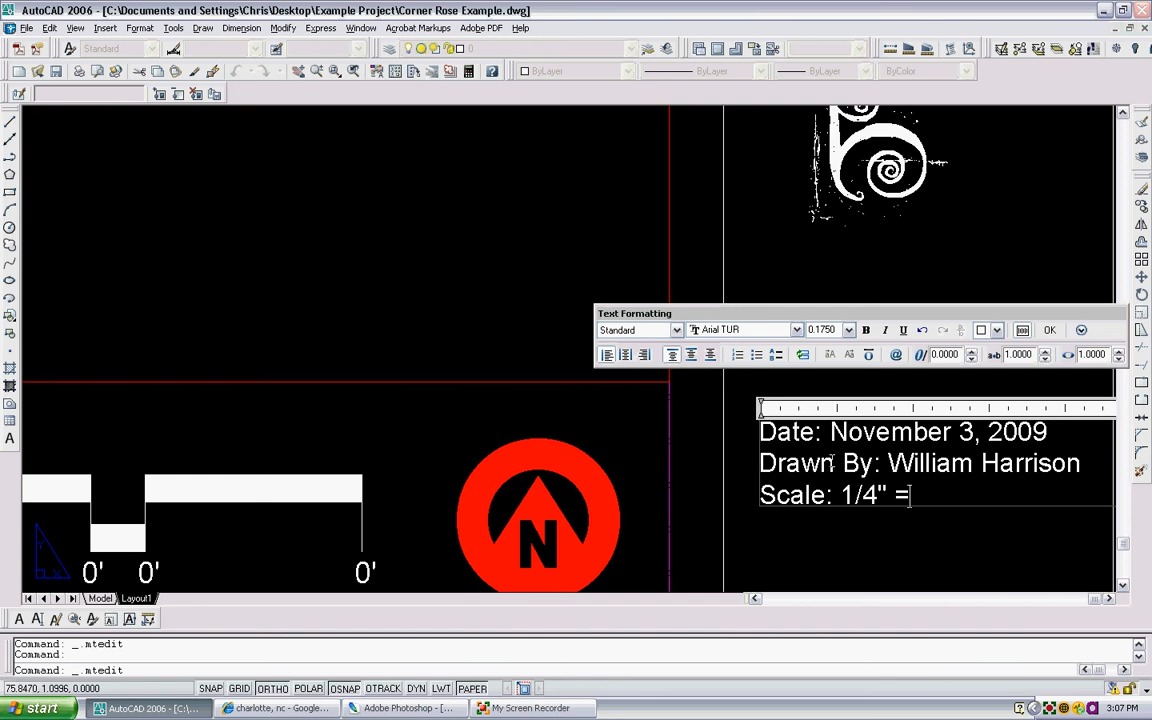 AutoCAD 2006 - [C:\Documents and Settings\Chris\Desktop\Example Project\Corner Rose Example.dwg]
File Edit View Insert Format Tools Draw Dimension Modify Express Window Acrobat Markups Adobe PDF Help
Standard
0
ByLayer ByLayer ByLayer ByColor
Text Formatting
Standard Arial TUR 0.1750 B I U OK
@ 0/ 0.0000 a•b 1.0000 1.0000
Date: November 3, 2009
Drawn By: William Harrison
Scale: 1/4" =
N
0' 0' 0'
Model Layout1
Command: _.mtedit
Command:
Command: _.mtedit
75.8470, 1.0996, 0.0000 SNAP GRID ORTHO POLAR OSNAP OTRACK DYN LWT PAPER
start AutoCAD 2006 - [C:\... charlotte, nc - Google... Adobe Photoshop - [... My Screen Recorder 3:07 PM